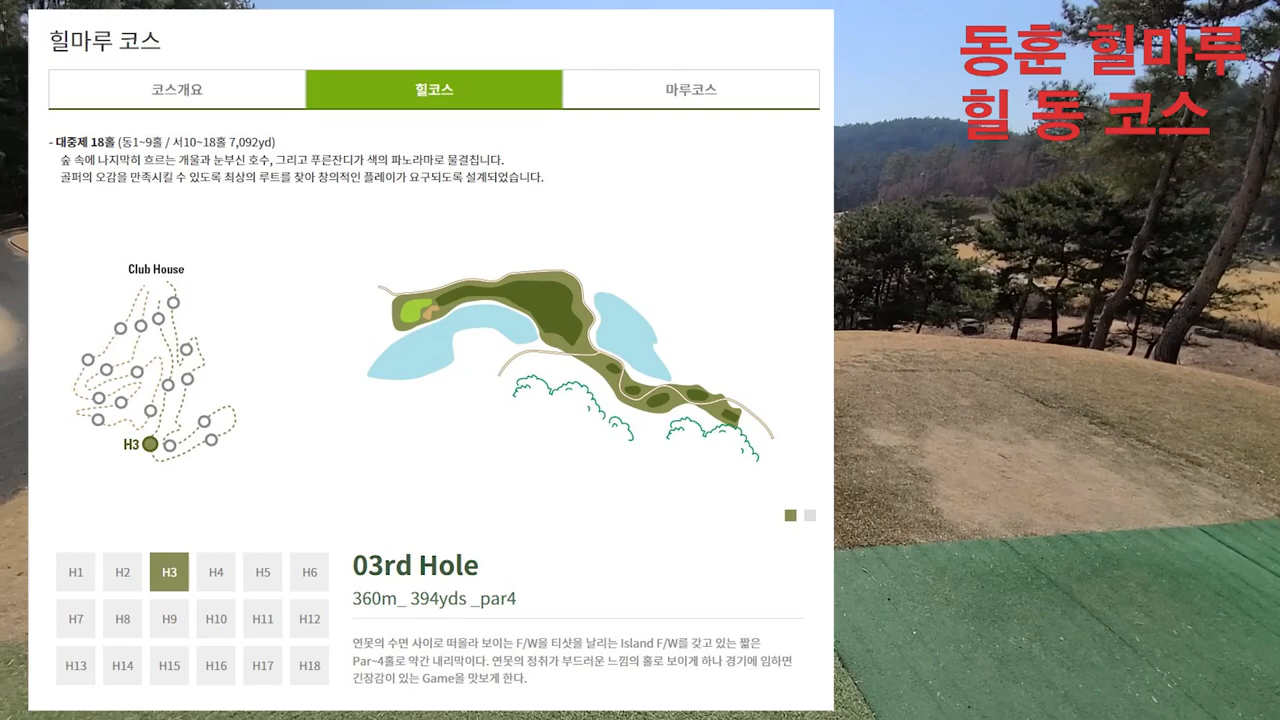 힐마루 코스
코스개요
힐코스
마루코스
- 대중제 18홀 (동1~9홀 / 서10~18홀 7,092yd)
숲 속에 나지막히 흐르는 개울과 눈부신 호수, 그리고 푸른잔디가 색의 파노라마로 물결칩니다.
골퍼의 오감을 만족시킬 수 있도록 최상의 루트를 찾아 창의적인 플레이가 요구되도록 설계되었습니다.
Club House
H3
H1 H2 H3 H4 H5 H6
H7 H8 H9 H10 H11 H12
H13 H14 H15 H16 H17 H18
03rd Hole
360m_ 394yds _par4
연못의 수면 사이로 떠올라 보이는 F/W을 티샷을 날리는 Island F/W를 갖고 있는 짧은
Par~4홀로 약간 내리막이다. 연못의 정취가 부드러운 느낌의 홀로 보이게 하나 경기에 임하면
긴장감이 있는 Game을 맛보게 한다.
동훈 힐마루
힐 동 코스